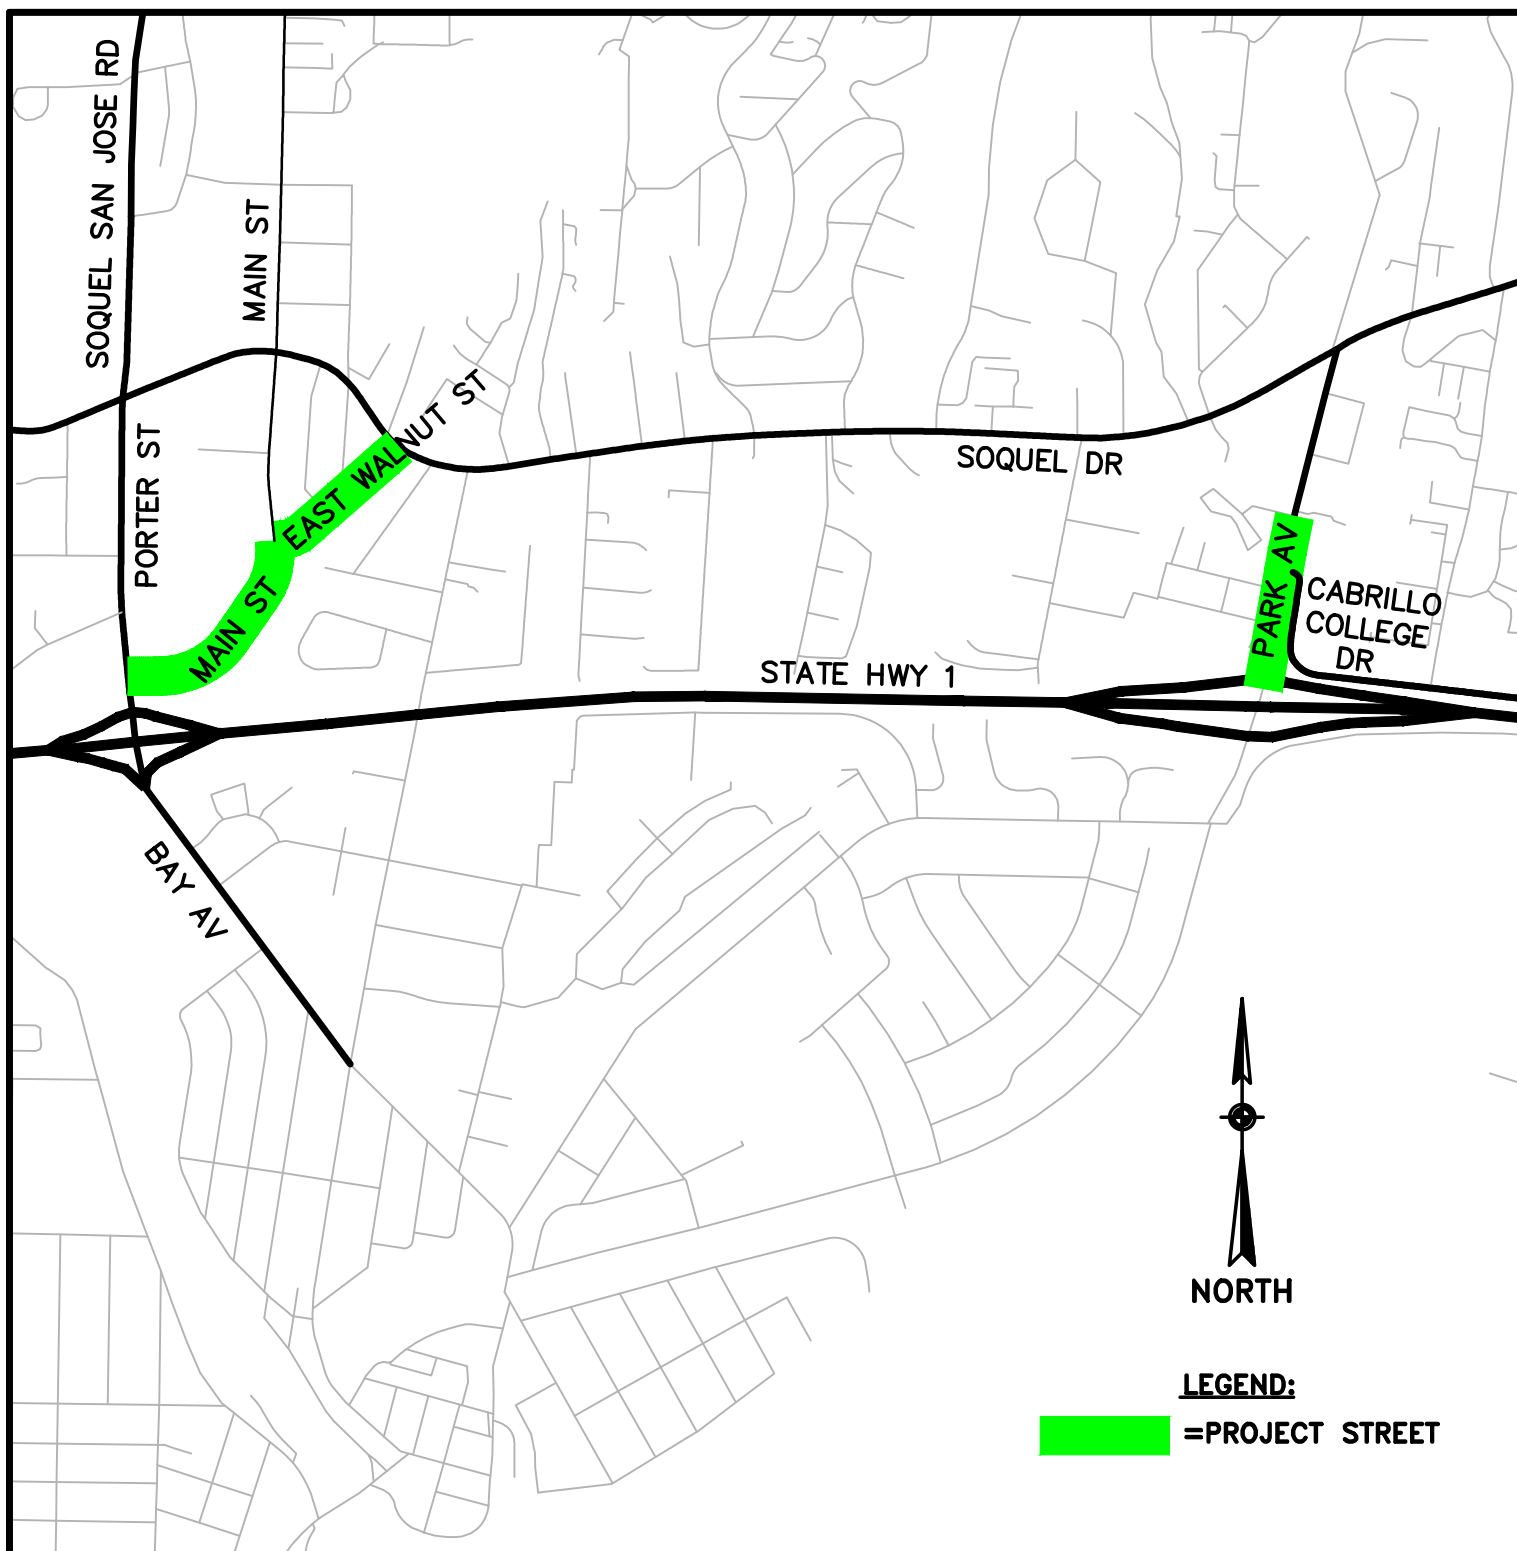 SOQUEL SAN JOSE RD
MAIN ST
EAST WALNUT ST
PORTER ST
MAIN ST
SOQUEL DR
PARK AV
CABRILLO
COLLEGE
DR
STATE HWY 1
BAY AV
NORTH
LEGEND:
=PROJECT STREET